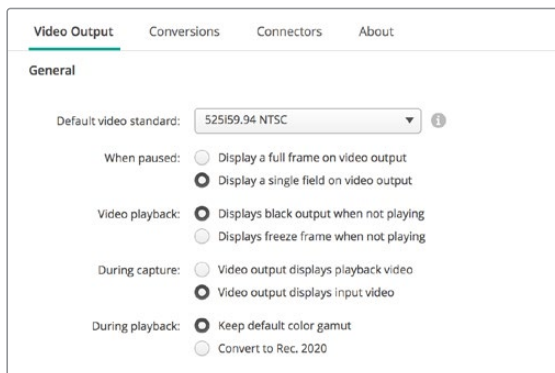 Video Output Conversions Connectors About
General
Default video standard: 525i59.94 NTSC
When paused: Display a full frame on video output
Display a single field on video output
Video playback: Displays black output when not playing
Displays freeze frame when not playing
During capture: Video output displays playback video
Video output displays input video
During playback: Keep default color gamut
Convert to Rec. 2020